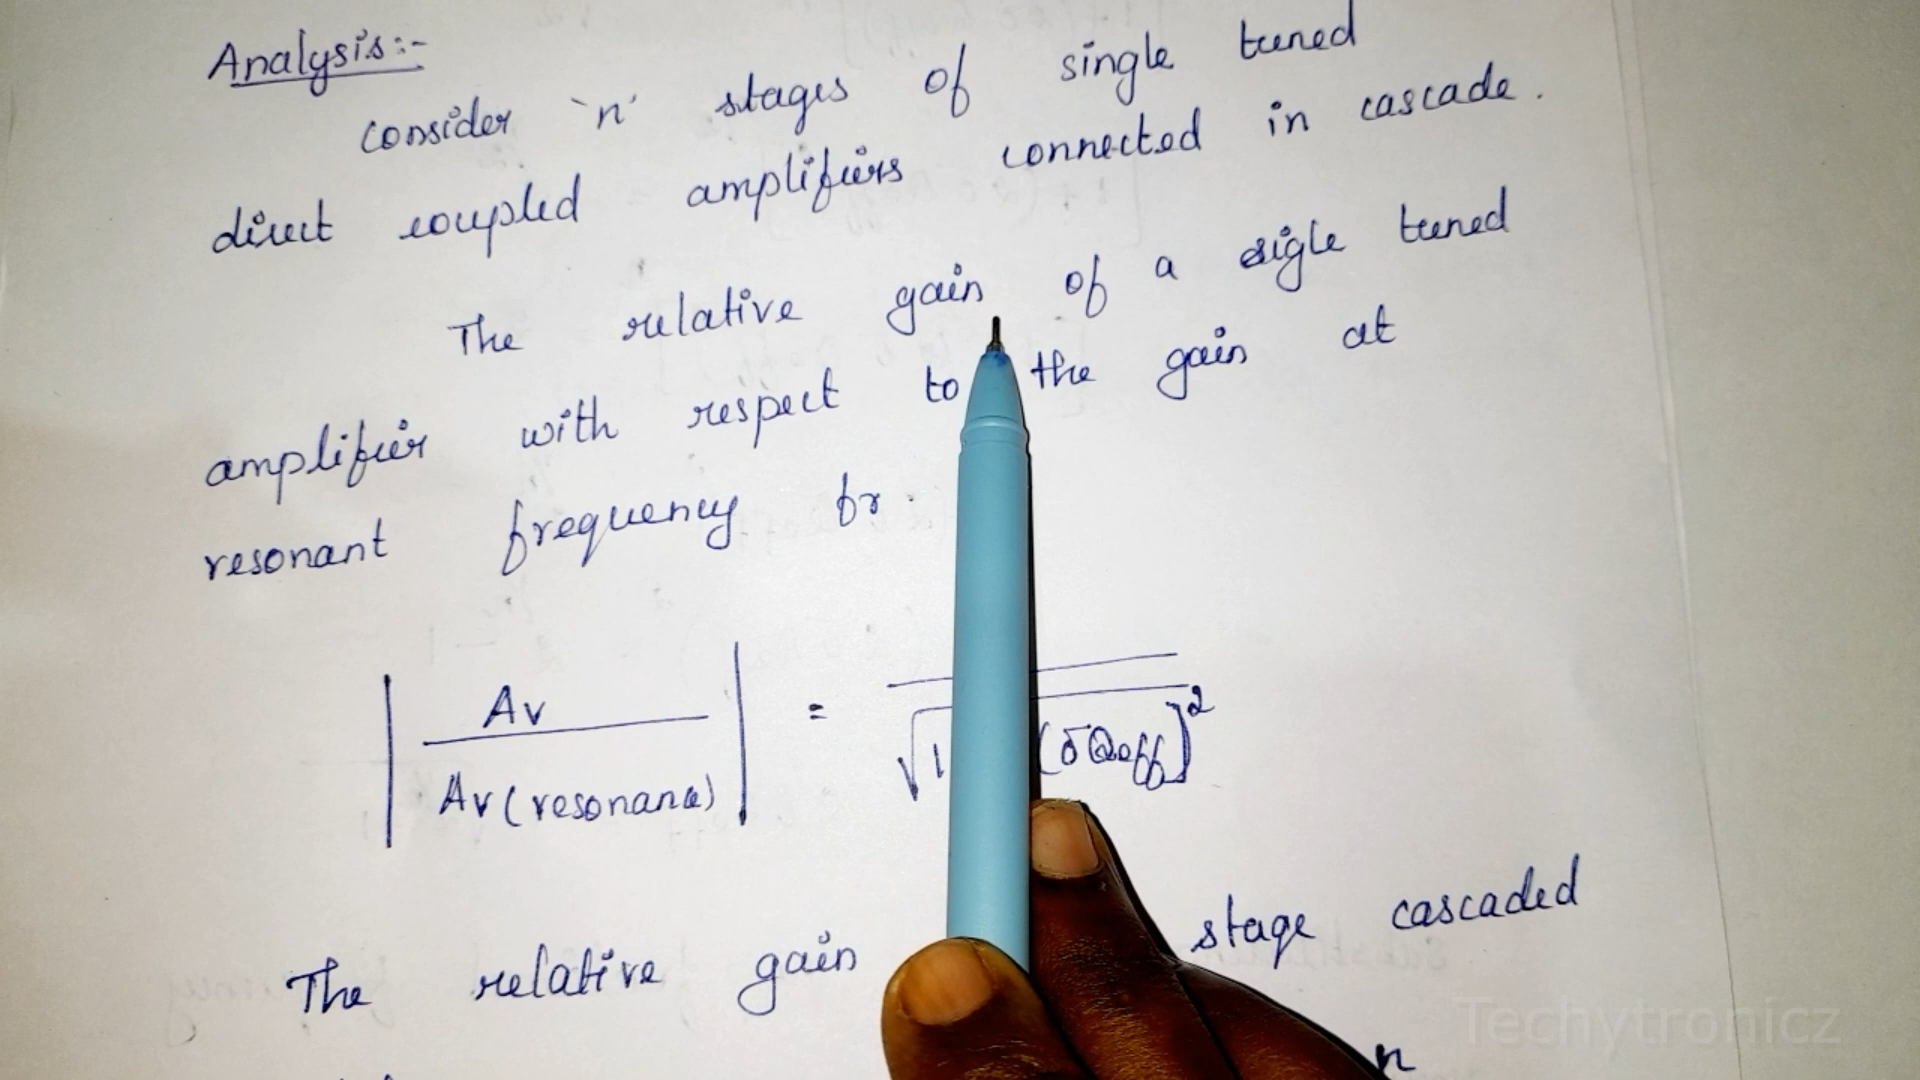 Analysis:-
Consider 'n' stages of single tuned
direct coupled amplifiers connected in cascade.
The relative gain of a sigle tuned
amplifier with respect to the gain at
resonant frequency fr.
| Av / Av (resonance) | = √1 (δQeff]²
The relative gain stage cascaded
n
Techytronicz